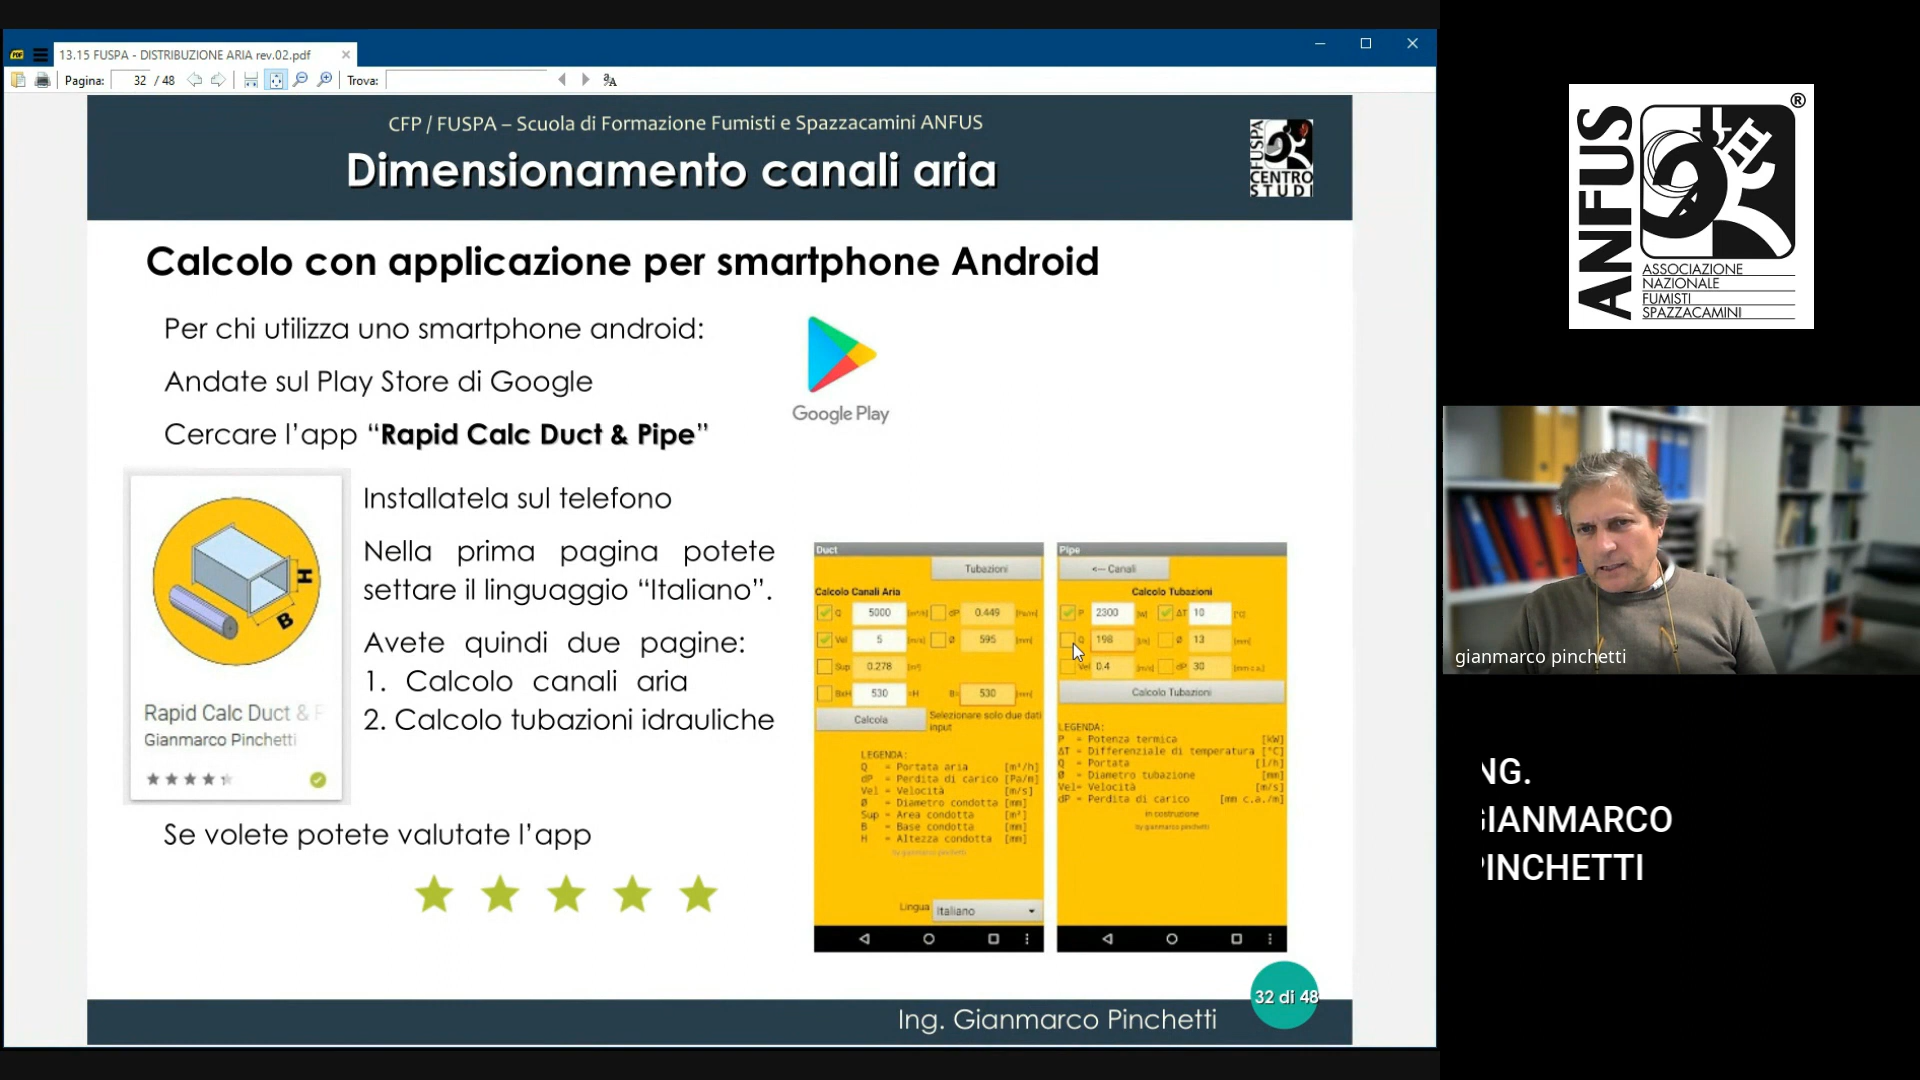 13.15 FUSPA - DISTRIBUZIONE ARIA rev.02.pdf
Pagina: 32 / 48 Trova:
CFP / FUSPA – Scuola di Formazione Fumisti e Spazzacamini ANFUS
Dimensionamento canali aria
FUSPA
CENTRO
STUDI
Calcolo con applicazione per smartphone Android
Per chi utilizza uno smartphone android:
Andate sul Play Store di Google
Cercare l'app “Rapid Calc Duct & Pipe”
Google Play
H
B
Rapid Calc Duct & P
Gianmarco Pinchetti
Installatela sul telefono
Nella prima pagina potete
settare il linguaggio “Italiano”.
Avete quindi due pagine:
1. Calcolo canali aria
2. Calcolo tubazioni idrauliche
Se volete potete valutate l'app
Duct
Tubazioni
Calcolo Canali Aria
Q 5000 [m³/h] dP 0.449 [Pa/m]
Vel 5 [m/s] Ø 595 [mm]
Sup 0.278 [m²]
BxH 530 =H B= 530 [mm]
Calcola
Selezionare solo due dati
input
LEGENDA:
Q = Portata aria [m³/h]
dP = Perdita di carico [Pa/m]
Vel = Velocità [m/s]
Ø = Diametro condotta [mm]
Sup = Area condotta [m²]
B = Base condotta [mm]
H = Altezza condotta [mm]
by gianmarco pinchetti
Lingua Italiano
Pipe
<--- Canali
Calcolo Tubazioni
P 2300 [w] ΔT 10 [°C]
Q 198 [l/h] Ø 13 [mm]
Vel 0.4 [m/s] dP 30 [mm c.a.]
Calcolo Tubazioni
LEGENDA:
P = Potenza termica [kW]
ΔT = Differenziale di temperatura [°C]
Q = Portata [l/h]
Ø = Diametro tubazione [mm]
Vel= Velocità [m/s]
dP = Perdita di carico [mm c.a./m]
in costruzione
by gianmarco pinchetti
32 di 48
Ing. Gianmarco Pinchetti
ANFUS
®
ASSOCIAZIONE
NAZIONALE
FUMISTI
SPAZZACAMINI
gianmarco pinchetti
NG.
GIANMARCO
PINCHETTI